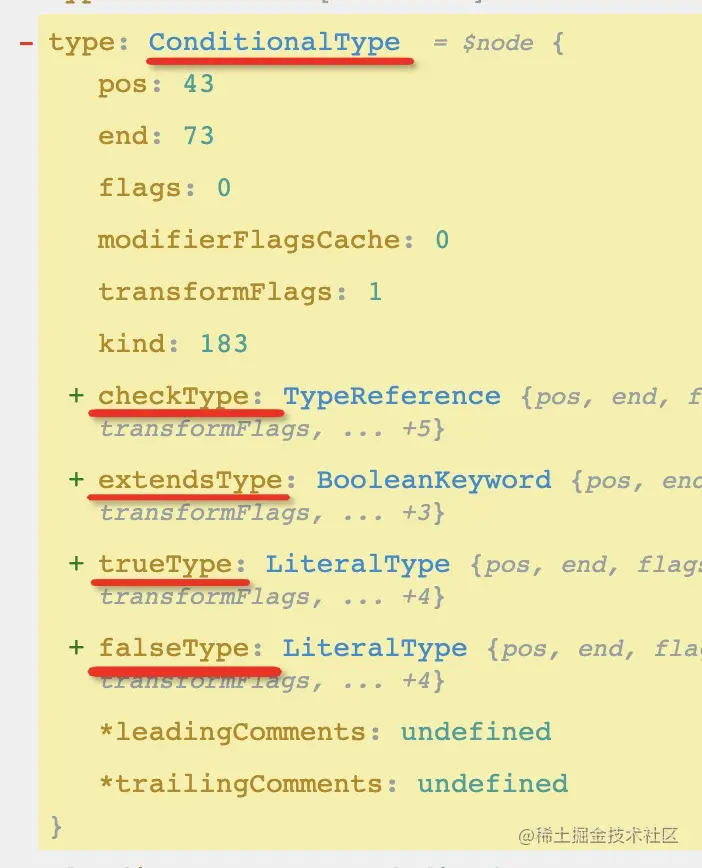 type: ConditionalType = $node {
pos: 43
end: 73
flags: 0
modifierFlagsCache: 0
transformFlags: 1
kind: 183
+ checkType: TypeReference {pos, end, f
transformFlags, ... +5}
+ extendsType: BooleanKeyword {pos, end
transformFlags, ... +3}
+ trueType: LiteralType {pos, end, flags
transformFlags, ... +4}
+ falseType: LiteralType {pos, end, flag
transformFlags, ... +4}
*leadingComments: undefined
*trailingComments: undefined
}
@稀土掘金技术社区